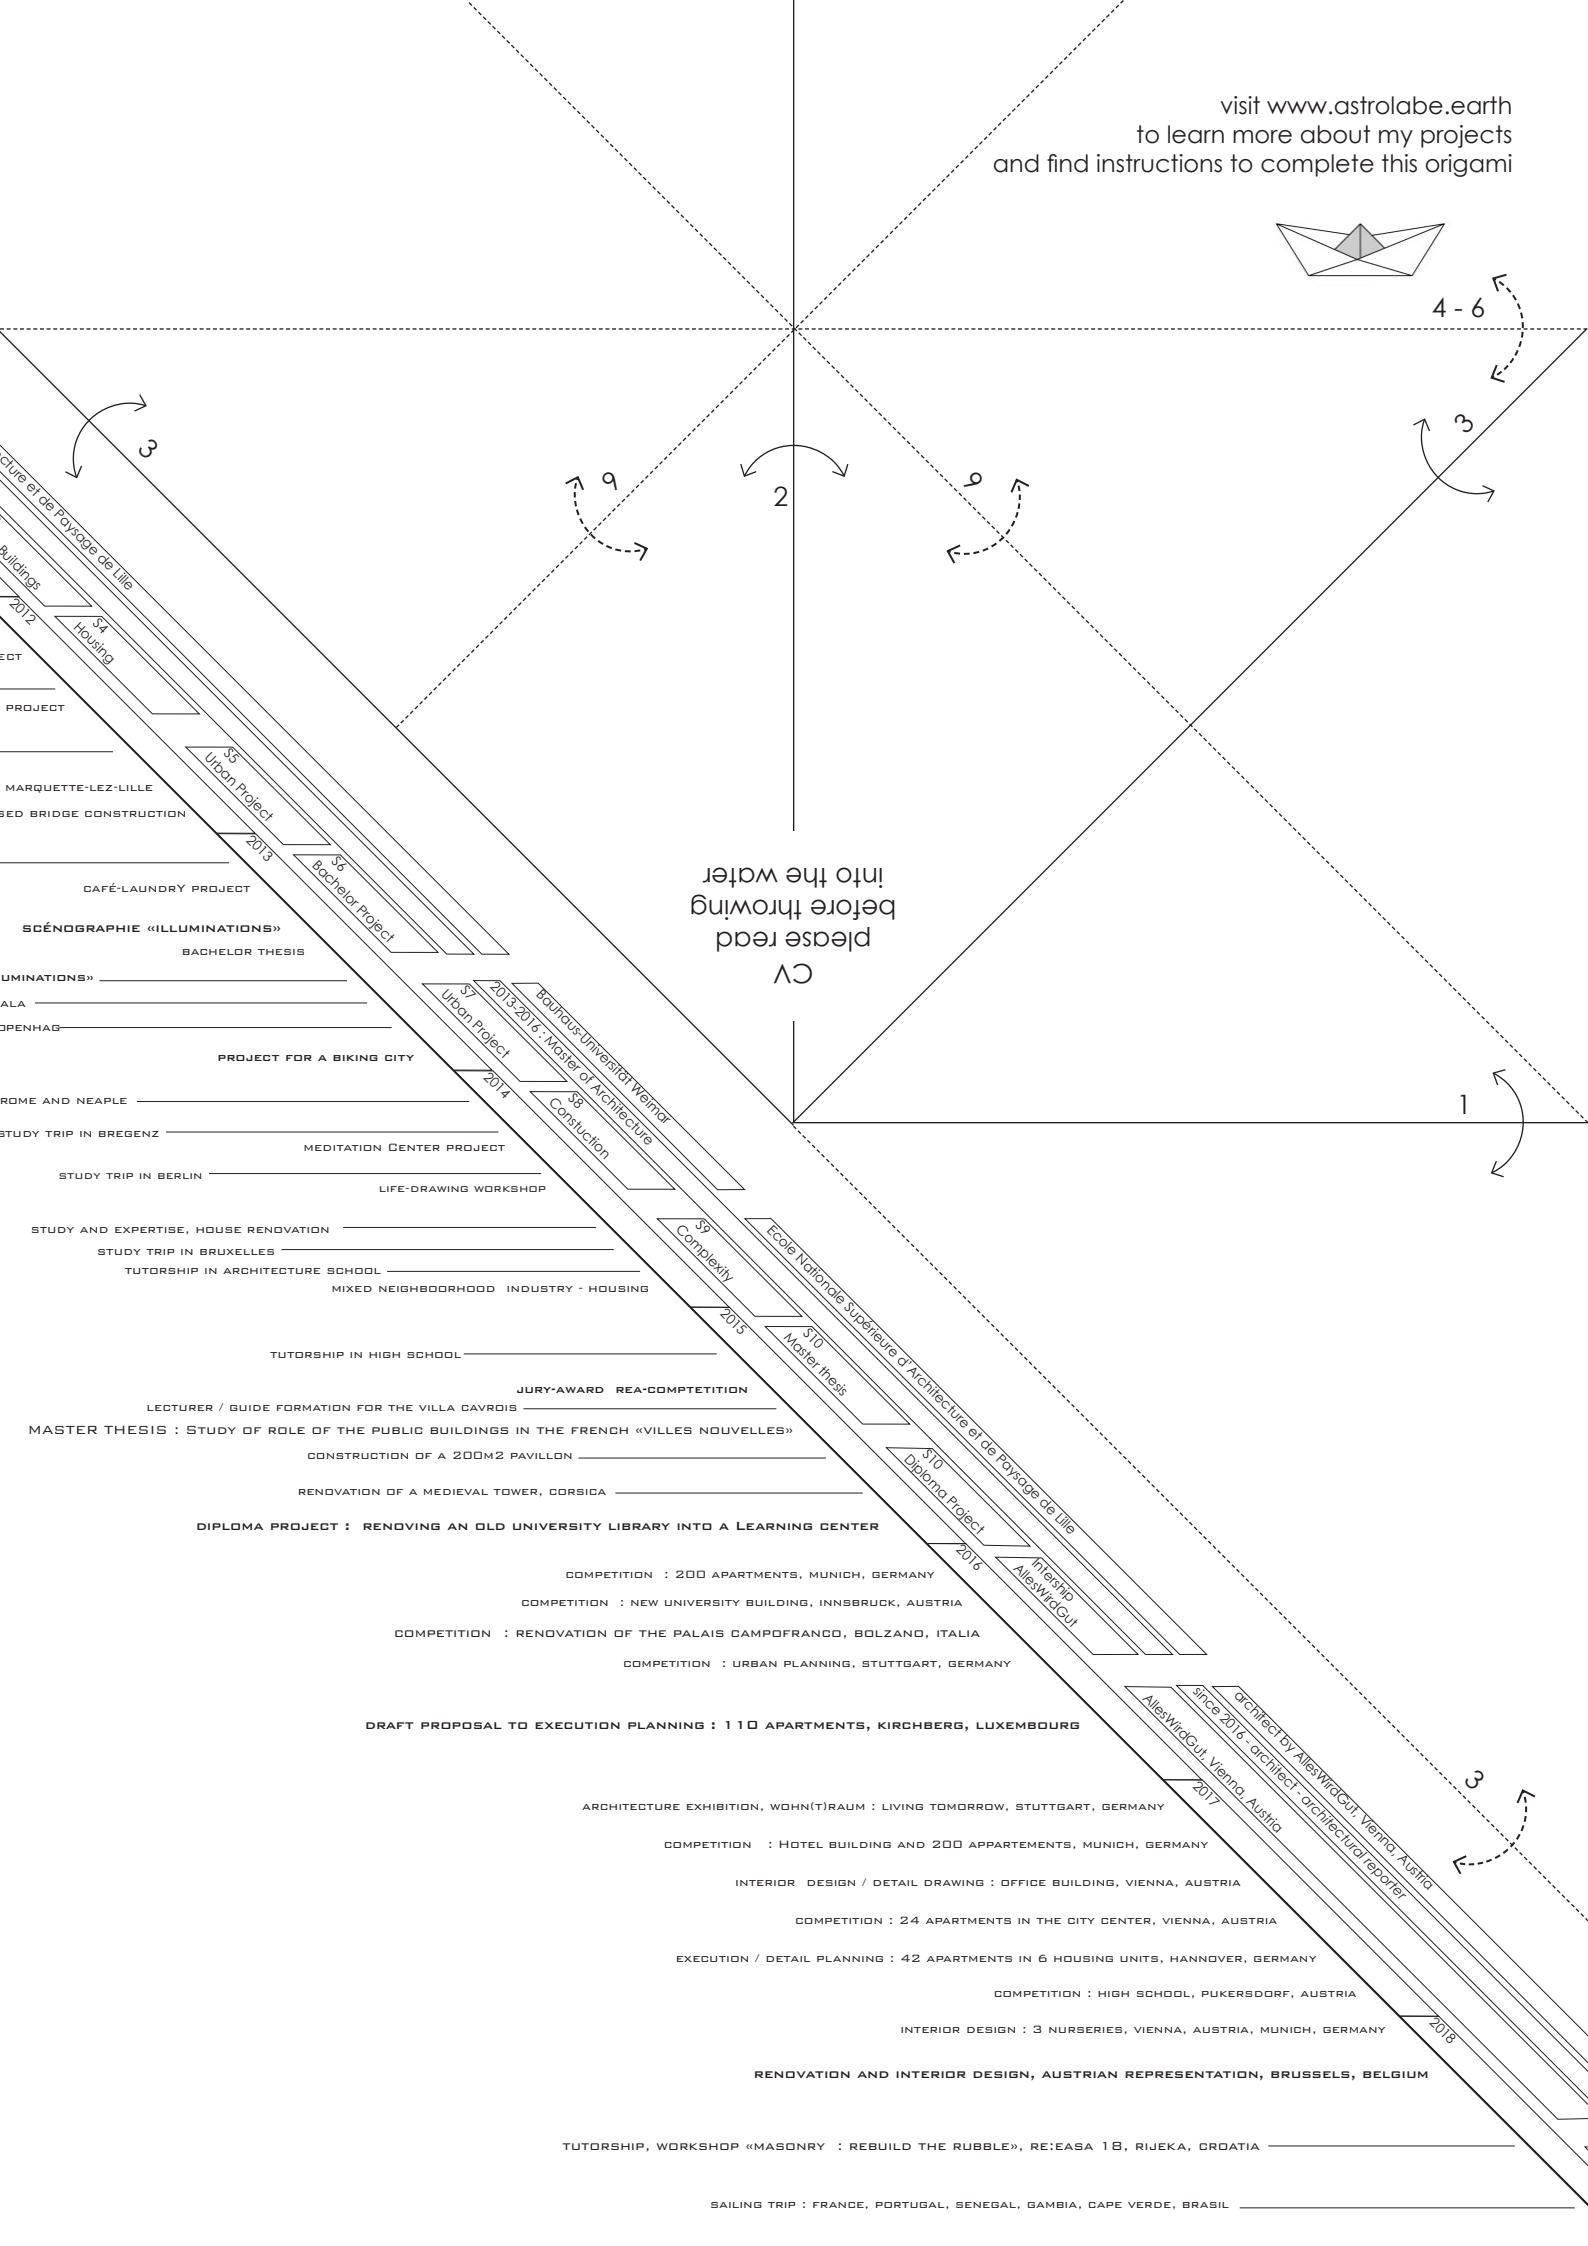 visit www.astrolabe.earth
to learn more about my projects
and find instructions to complete this origami
4 - 6
3
3
6
6
2
CV
please read
before throwing
into the water
1
3
Paysage de Lille
Buildings
2012
S4
Housing
PROJECT
S5
Urban Project
MARQUETTE-LEZ-LILLE
BRIDGE CONSTRUCTION
2013
S6
Bachelor Project
CAFÉ-LAUNDRY PROJECT
SCÉNOGRAPHIE «ILLUMINATIONS»
BACHELOR THESIS
S7
Urban Project
2013-2016 : Master of Architecture
Bauhaus-Universität Weimar
PROJECT FOR A BIKING CITY
2014
S8
Constuction
ROME AND NEAPLE
STUDY TRIP IN BREGENZ
MEDITATION CENTER PROJECT
STUDY TRIP IN BERLIN
LIFE-DRAWING WORKSHOP
S9
Complexity
Ecole Nationale Supérieure d'Architecture et de Paysage de Lille
STUDY AND EXPERTISE, HOUSE RENOVATION
STUDY TRIP IN BRUXELLES
TUTORSHIP IN ARCHITECTURE SCHOOL
MIXED NEIGHBOORHOOD INDUSTRY - HOUSING
2015
S10
Master thesis
TUTORSHIP IN HIGH SCHOOL
JURY-AWARD REA-COMPTETITION
LECTURER / GUIDE FORMATION FOR THE VILLA CAVROIS
MASTER THESIS : STUDY OF ROLE OF THE PUBLIC BUILDINGS IN THE FRENCH «VILLES NOUVELLES»
CONSTRUCTION OF A 200M2 PAVILLON
S10
Diploma Project
RENOVATION OF A MEDIEVAL TOWER, CORSICA
DIPLOMA PROJECT : RENOVING AN OLD UNIVERSITY LIBRARY INTO A LEARNING CENTER
2016
Intership
AllesWirdGut
COMPETITION : 200 APARTMENTS, MUNICH, GERMANY
COMPETITION : NEW UNIVERSITY BUILDING, INNSBRUCK, AUSTRIA
COMPETITION : RENOVATION OF THE PALAIS CAMPOFRANCO, BOLZANO, ITALIA
COMPETITION : URBAN PLANNING, STUTTGART, GERMANY
AllesWirdGut, Vienna, Austria
since 2016 - architect - architectural reporter
architect by AllesWirdGut, Vienna, Austria
DRAFT PROPOSAL TO EXECUTION PLANNING : 110 APARTMENTS, KIRCHBERG, LUXEMBOURG
2017
ARCHITECTURE EXHIBITION, WOHN(T)RAUM : LIVING TOMORROW, STUTTGART, GERMANY
COMPETITION : HOTEL BUILDING AND 200 APPARTEMENTS, MUNICH, GERMANY
INTERIOR DESIGN / DETAIL DRAWING : OFFICE BUILDING, VIENNA, AUSTRIA
COMPETITION : 24 APARTMENTS IN THE CITY CENTER, VIENNA, AUSTRIA
EXECUTION / DETAIL PLANNING : 42 APARTMENTS IN 6 HOUSING UNITS, HANNOVER, GERMANY
COMPETITION : HIGH SCHOOL, PUKERSDORF, AUSTRIA
INTERIOR DESIGN : 3 NURSERIES, VIENNA, AUSTRIA, MUNICH, GERMANY
2018
RENOVATION AND INTERIOR DESIGN, AUSTRIAN REPRESENTATION, BRUSSELS, BELGIUM
TUTORSHIP, WORKSHOP «MASONRY : REBUILD THE RUBBLE», RE:EASA 18, RIJEKA, CROATIA
SAILING TRIP : FRANCE, PORTUGAL, SENEGAL, GAMBIA, CAPE VERDE, BRASIL